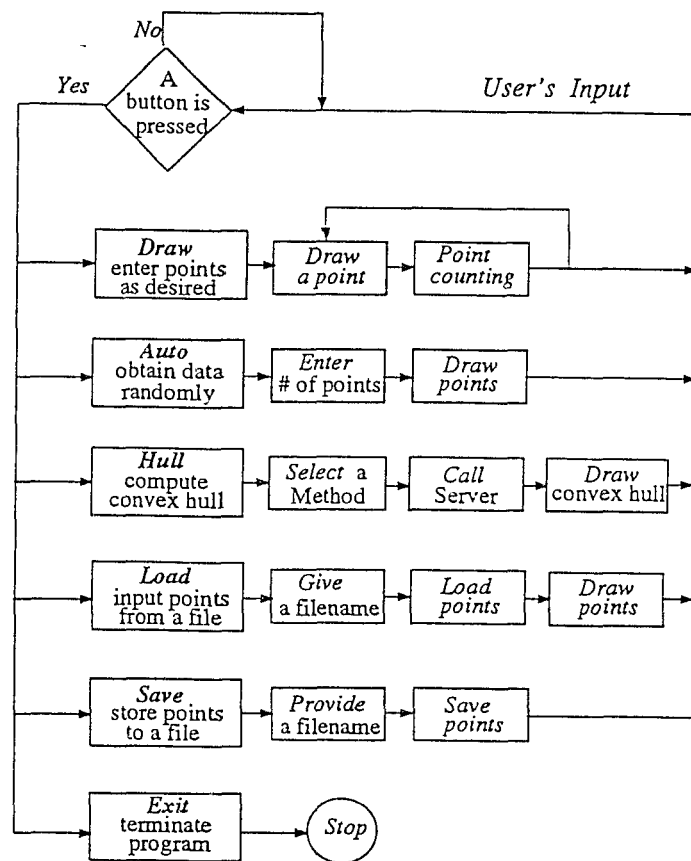 No
Yes
A
button is
pressed
User's Input
Draw
enter points
as desired
Draw
a point
Point
counting
Auto
obtain data
randomly
Enter
# of points
Draw
points
Hull
compute
convex hull
Select a
Method
Call
Server
Draw
convex hull
Load
input points
from a file
Give
a filename
Load
points
Draw
points
Save
store points
to a file
Provide
a filename
Save
points
Exit
terminate
program
Stop